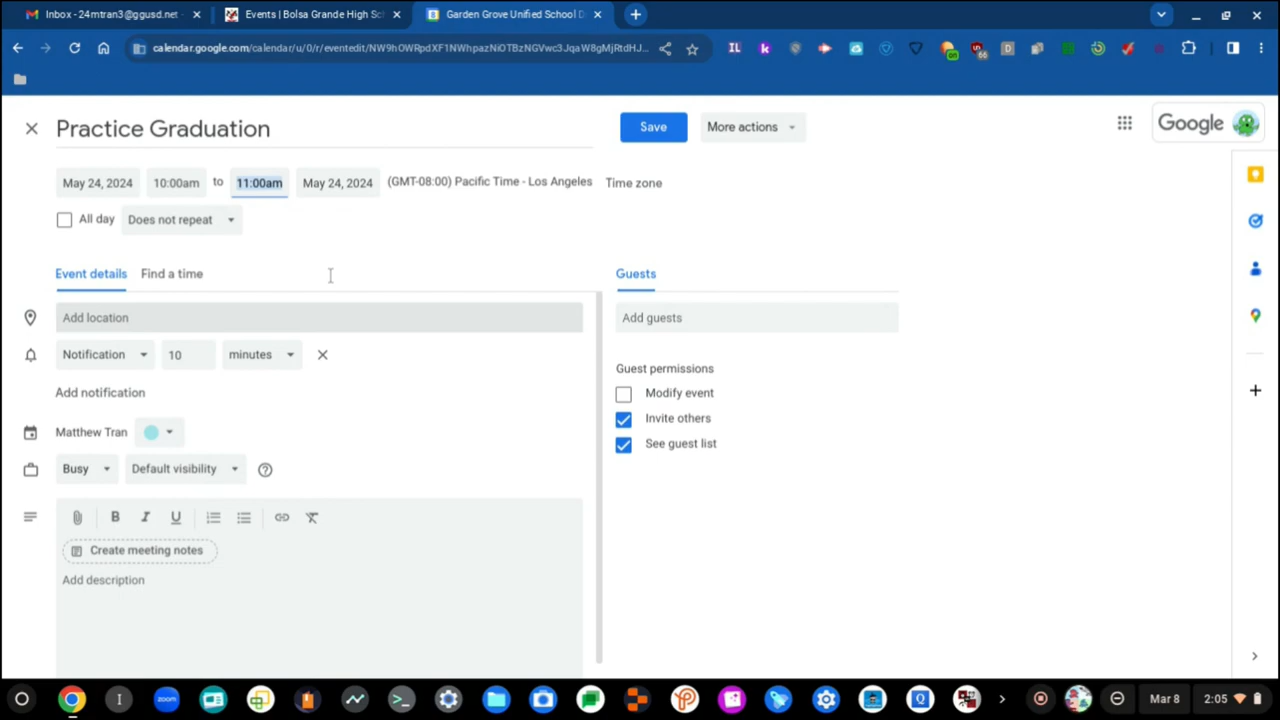 Inbox - 24mtran3@ggusd.net -
Events | Bolsa Grande High Sch
Garden Grove Unified School D
calendar.google.com/calendar/u/0/r/eventedit/NW9hOWRpdXF1NWhpazNiOTBzNGVwc3JqaW8gMjRtdHJ...
Practice Graduation
Save
More actions
Google
May 24, 2024
10:00am
to
11:00am
May 24, 2024
(GMT-08:00) Pacific Time - Los Angeles
Time zone
All day
Does not repeat
Event details
Find a time
Guests
Add location
Add guests
Notification
10
minutes
Guest permissions
Add notification
Modify event
Invite others
Matthew Tran
See guest list
Busy
Default visibility
B I U
Create meeting notes
Add description
zoom
Mar 8
2:05